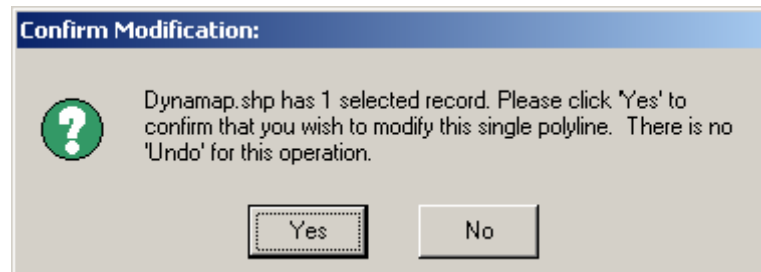 Confirm Modification:
Dynamap.shp has 1 selected record. Please click 'Yes' to
confirm that you wish to modify this single polyline.  There is no
'Undo' for this operation.
Yes
No